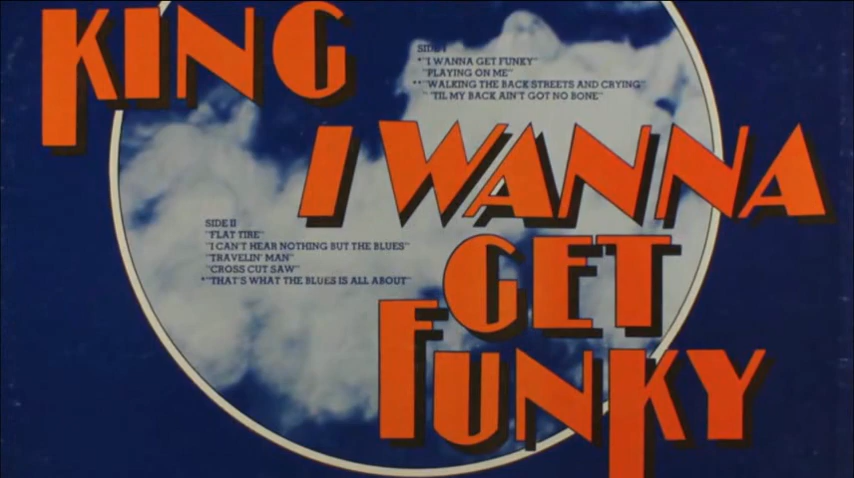 KING
SIDE I
*"I WANNA GET FUNKY"
"PLAYING ON ME"
**"WALKING THE BACK STREETS AND CRYING"
"'TIL MY BACK AIN'T GOT NO BONE"
I WANNA
SIDE II
"FLAT TIRE"
"I CAN'T HEAR NOTHING BUT THE BLUES"
"TRAVELIN' MAN"
"CROSS CUT SAW"
*"THAT'S WHAT THE BLUES IS ALL ABOUT"
GET
FUNKY